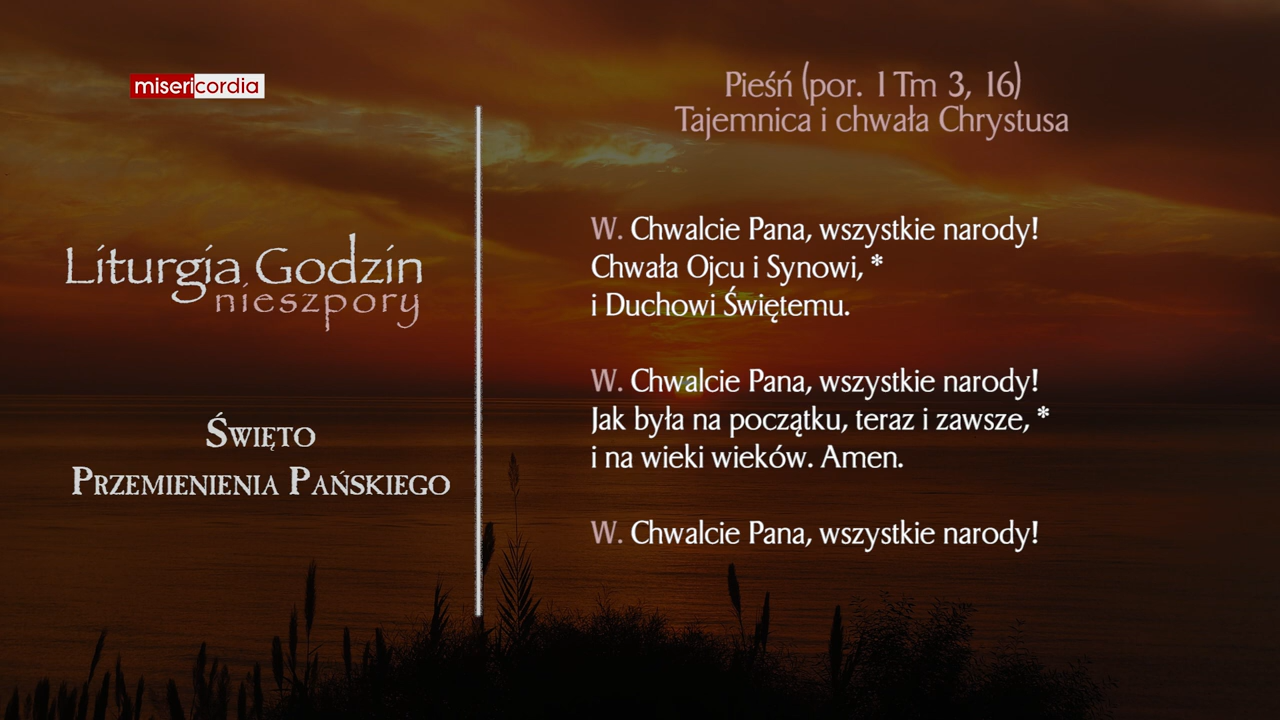 misericordia
Liturgia Godzin
nieszpory
Święto
Przemienienia Pańskiego
Pieśń (por. 1 Tm 3, 16)
Tajemnica i chwała Chrystusa
W. Chwalcie Pana, wszystkie narody!
Chwała Ojcu i Synowi, *
i Duchowi Świętemu.
W. Chwalcie Pana, wszystkie narody!
Jak była na początku, teraz i zawsze, *
i na wieki wieków. Amen.
W. Chwalcie Pana, wszystkie narody!